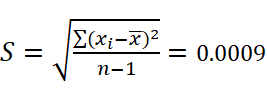 S = √(∑(xᵢ−x̅)²/(n−1)) = 0.0009